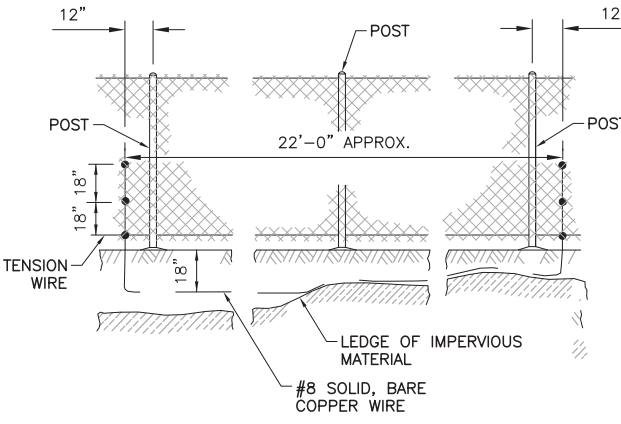 12"
12
POST
POST
POST
22'-0" APPROX.
18"
18"
18"
TENSION
WIRE
LEDGE OF IMPERVIOUS
MATERIAL
#8 SOLID, BARE
COPPER WIRE